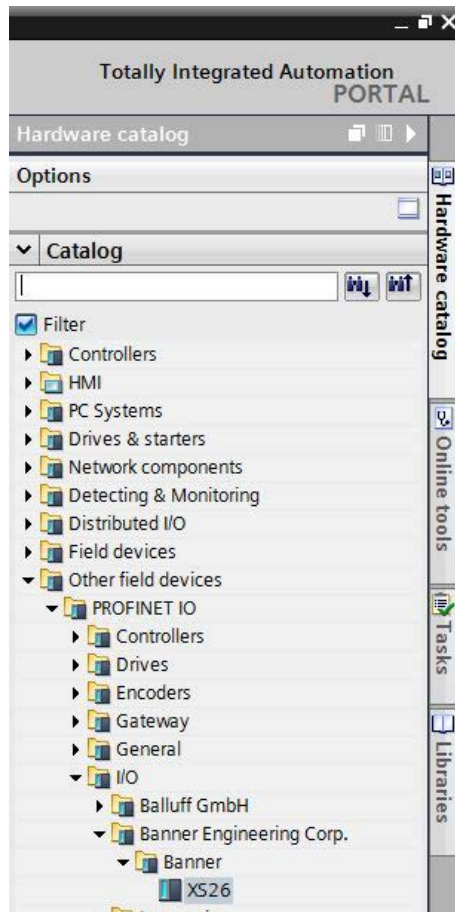 Totally Integrated Automation
PORTAL
Hardware catalog
Options
Catalog
Filter
Controllers
HMI
PC Systems
Drives & starters
Network components
Detecting & Monitoring
Distributed I/O
Field devices
Other field devices
PROFINET IO
Controllers
Drives
Encoders
Gateway
General
I/O
Balluff GmbH
Banner Engineering Corp.
Banner
XS26
Hardware catalog
Online tools
Tasks
Libraries